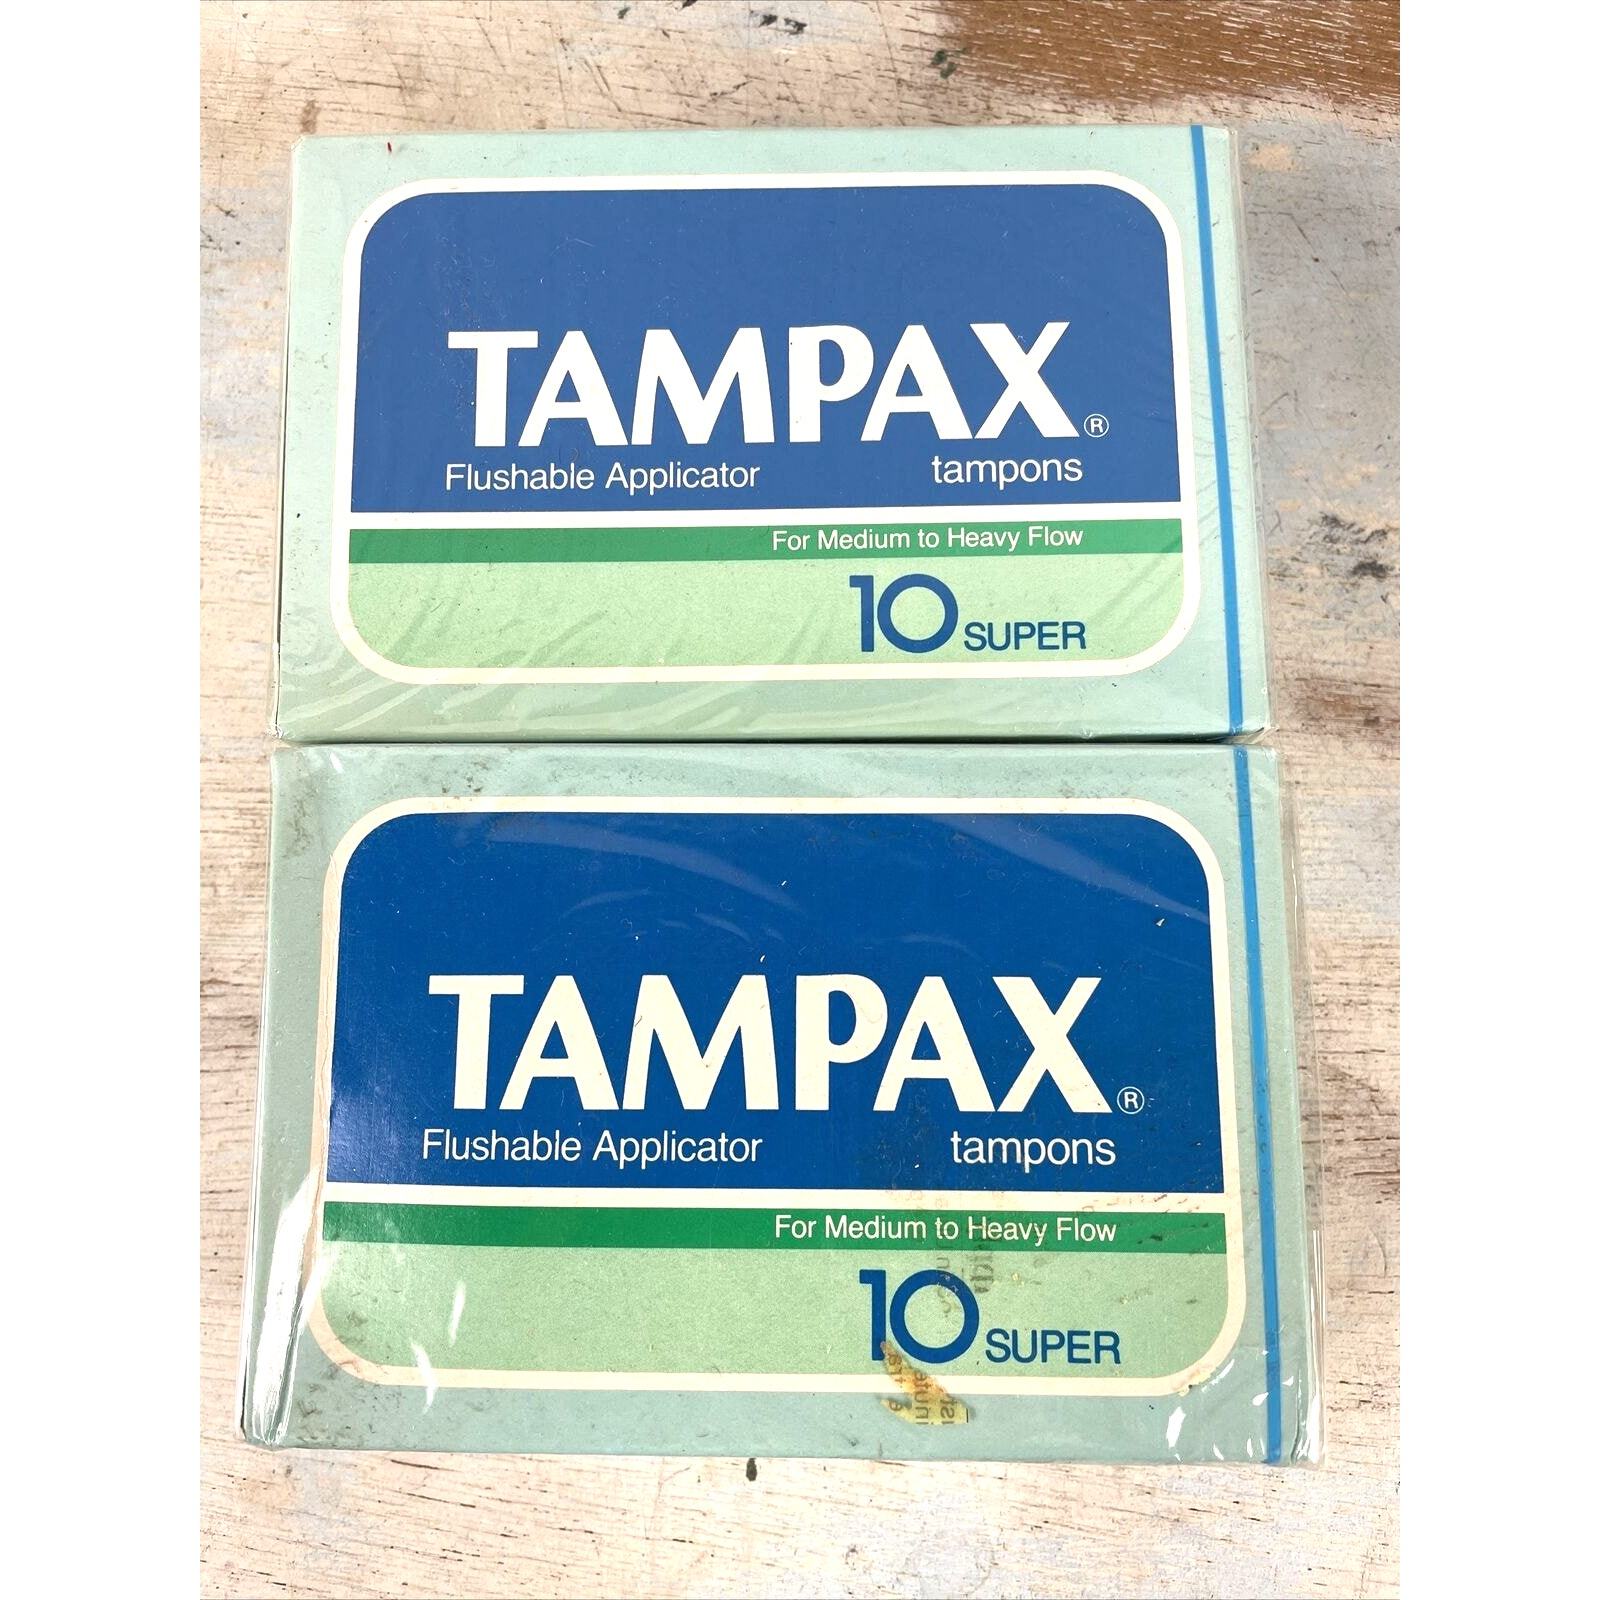 TAMPAX®
Flushable Applicator tampons
For Medium to Heavy Flow
10 SUPER
TAMPAX®
Flushable Applicator tampons
For Medium to Heavy Flow
10 SUPER